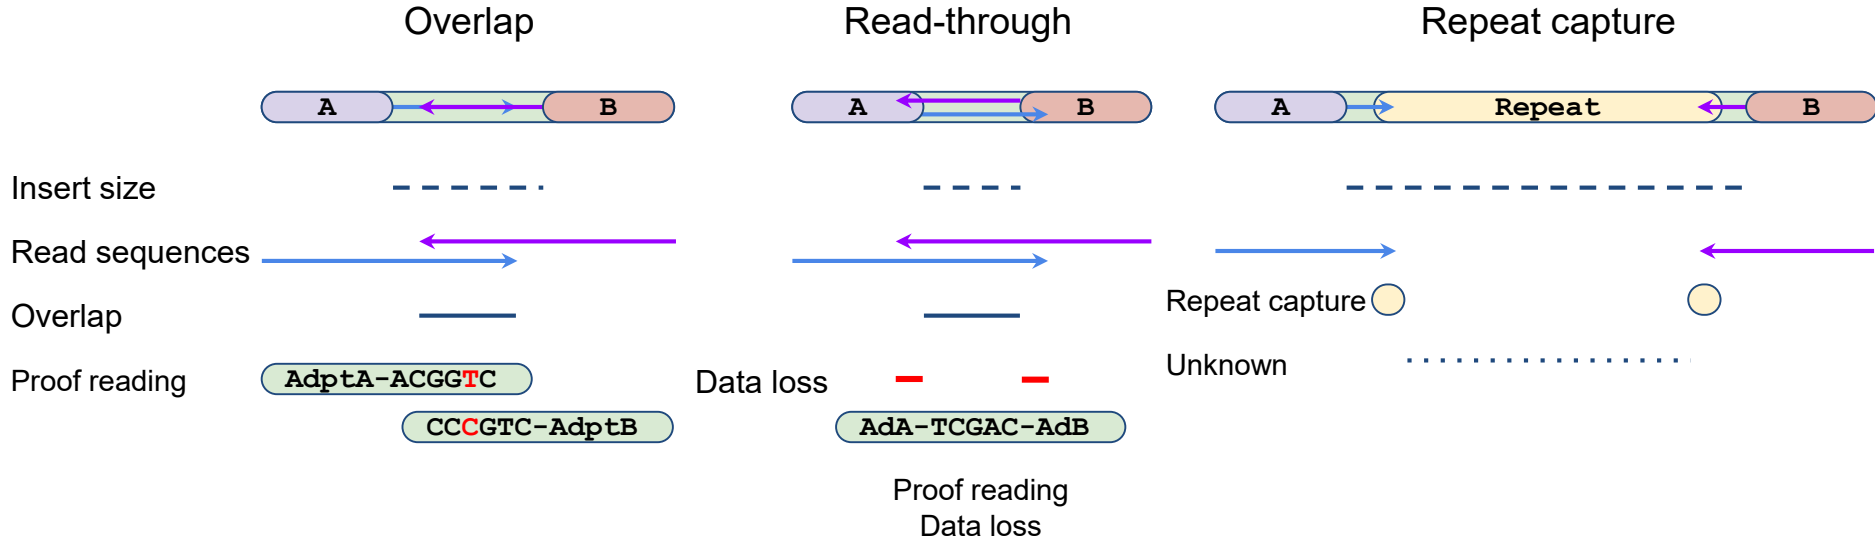 Overlap
Read-through
Repeat capture
A
B
A
B
A
Repeat
B
Insert size
Read sequences
Repeat capture
Overlap
Unknown
Proof reading
AdptA-ACGGTC
Data loss
CCCGTC-AdptB
AdA-TCGAC-AdB
Proof reading
Data loss